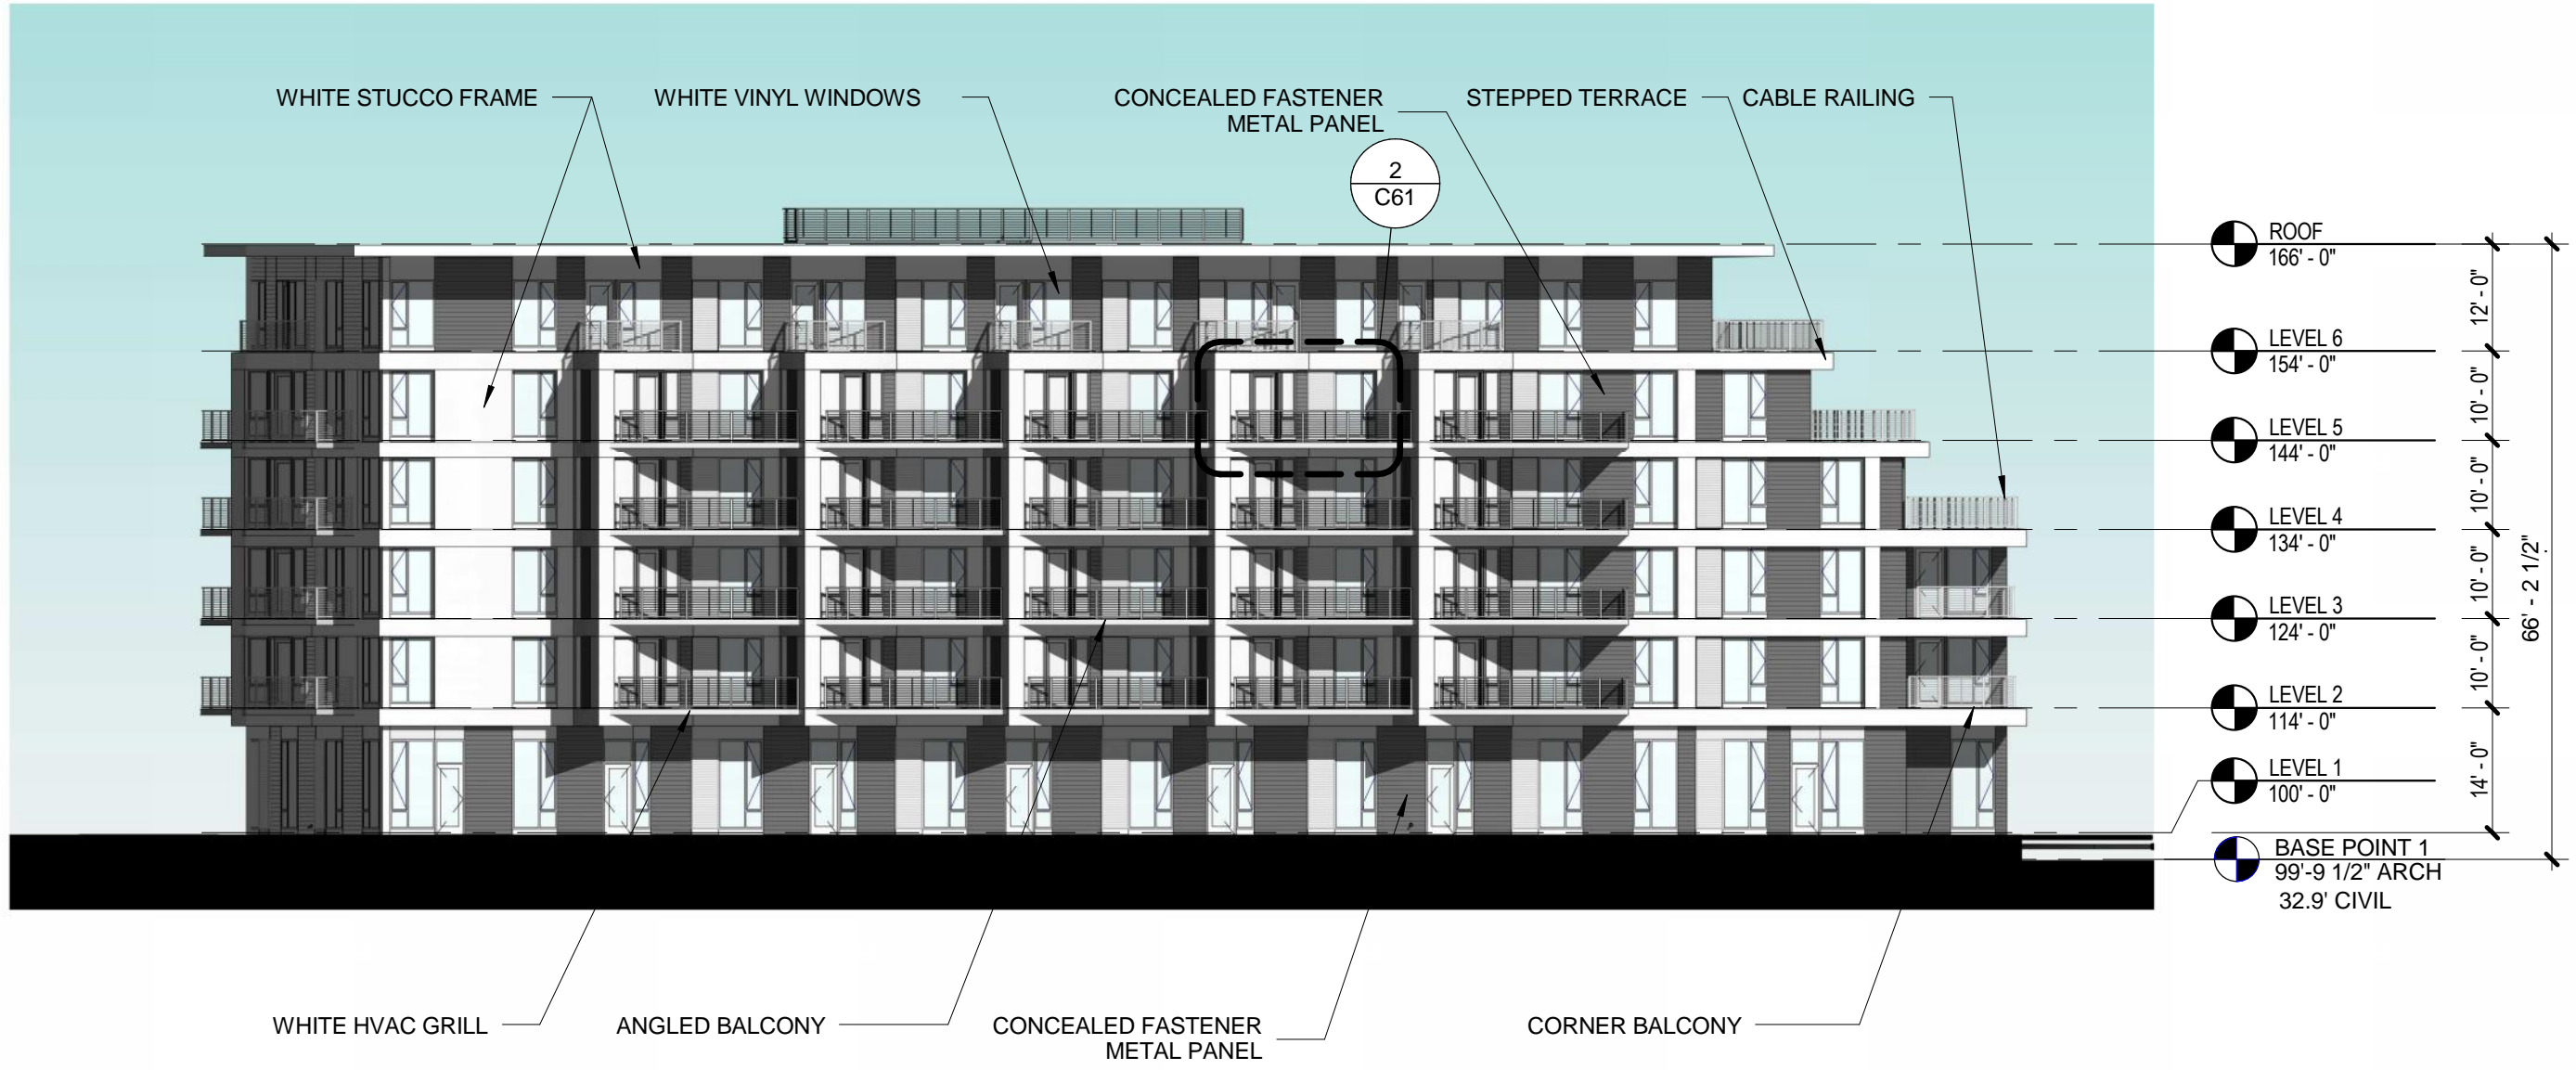 WHITE STUCCO FRAME
WHITE VINYL WINDOWS
CONCEALED FASTENER
METAL PANEL
STEPPED TERRACE
CABLE RAILING
2
C61
ROOF
166' - 0"
12' - 0"
LEVEL 6
154' - 0"
10' - 0"
LEVEL 5
144' - 0"
10' - 0"
LEVEL 4
134' - 0"
10' - 0"
66' - 2 1/2"
LEVEL 3
124' - 0"
10' - 0"
LEVEL 2
114' - 0"
14' - 0"
LEVEL 1
100' - 0"
BASE POINT 1
99'-9 1/2" ARCH
32.9' CIVIL
WHITE HVAC GRILL
ANGLED BALCONY
CONCEALED FASTENER
METAL PANEL
CORNER BALCONY